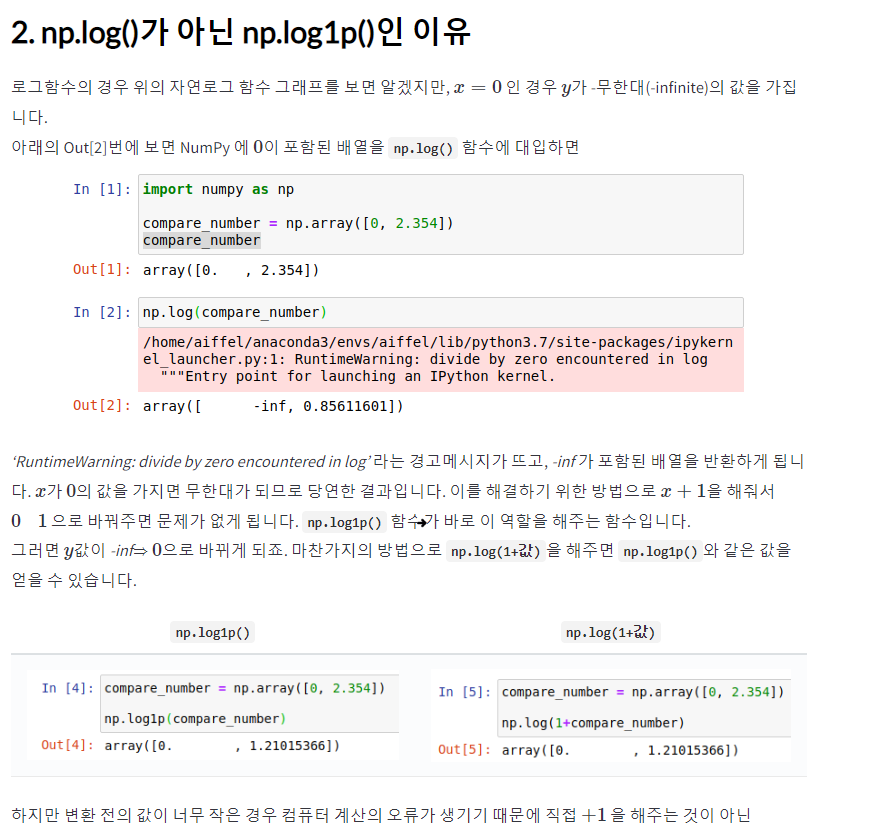 2. np.log()가 아닌 np.log1p()인 이유
로그함수의 경우 위의 자연로그 함수 그래프를 보면 알겠지만, x = 0 인 경우 y가 -무한대(-infinite)의 값을 가집
니다.
아래의 Out[2]번에 보면 NumPy 에 0이 포함된 배열을 np.log() 함수에 대입하면
In [1]: import numpy as np
compare_number = np.array([0, 2.354])
compare_number
Out[1]: array([0.   , 2.354])
In [2]: np.log(compare_number)
/home/aiffel/anaconda3/envs/aiffel/lib/python3.7/site-packages/ipykern
el_launcher.py:1: RuntimeWarning: divide by zero encountered in log
"""Entry point for launching an IPython kernel.
Out[2]: array([      -inf, 0.85611601])
‘RuntimeWarning: divide by zero encountered in log’ 라는 경고메시지가 뜨고, -inf 가 포함된 배열을 반환하게 됩니
다. x가 0의 값을 가지면 무한대가 되므로 당연한 결과입니다. 이를 해결하기 위한 방법으로 x + 1을 해줘서
0 1 으로 바꿔주면 문제가 없게 됩니다. np.log1p() 함수→가 바로 이 역할을 해주는 함수입니다.
그러면 y값이 -inf⇒ 0으로 바뀌게 되죠. 마찬가지의 방법으로 np.log(1+값) 을 해주면 np.log1p() 와 같은 값을
얻을 수 있습니다.
np.log1p()
np.log(1+값)
In [4]: compare_number = np.array([0, 2.354])
np.log1p(compare_number)
Out[4]: array([0.        , 1.21015366])
In [5]: compare_number = np.array([0, 2.354])
np.log(1+compare_number)
Out[5]: array([0.        , 1.21015366])
하지만 변환 전의 값이 너무 작은 경우 컴퓨터 계산의 오류가 생기기 때문에 직접 +1 을 해주는 것이 아닌